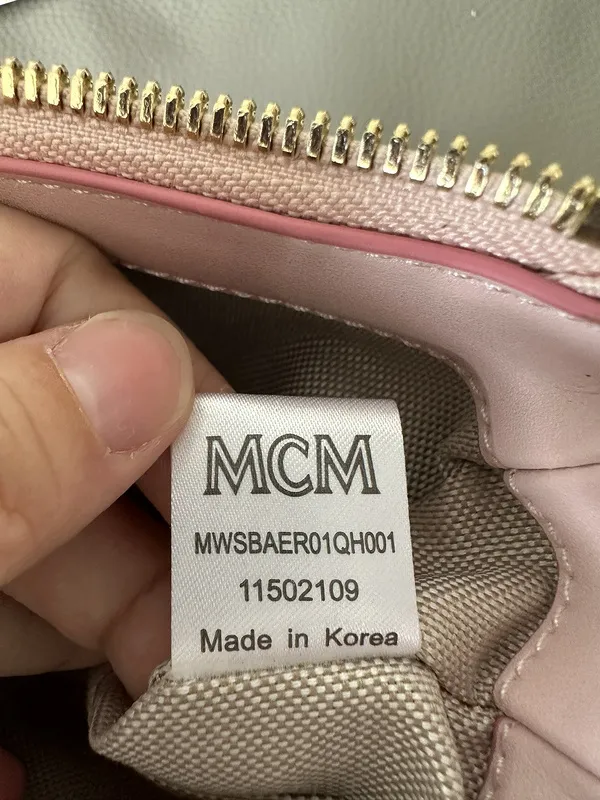 MCM
MWSBAER01QH001
11502109
Made in Korea